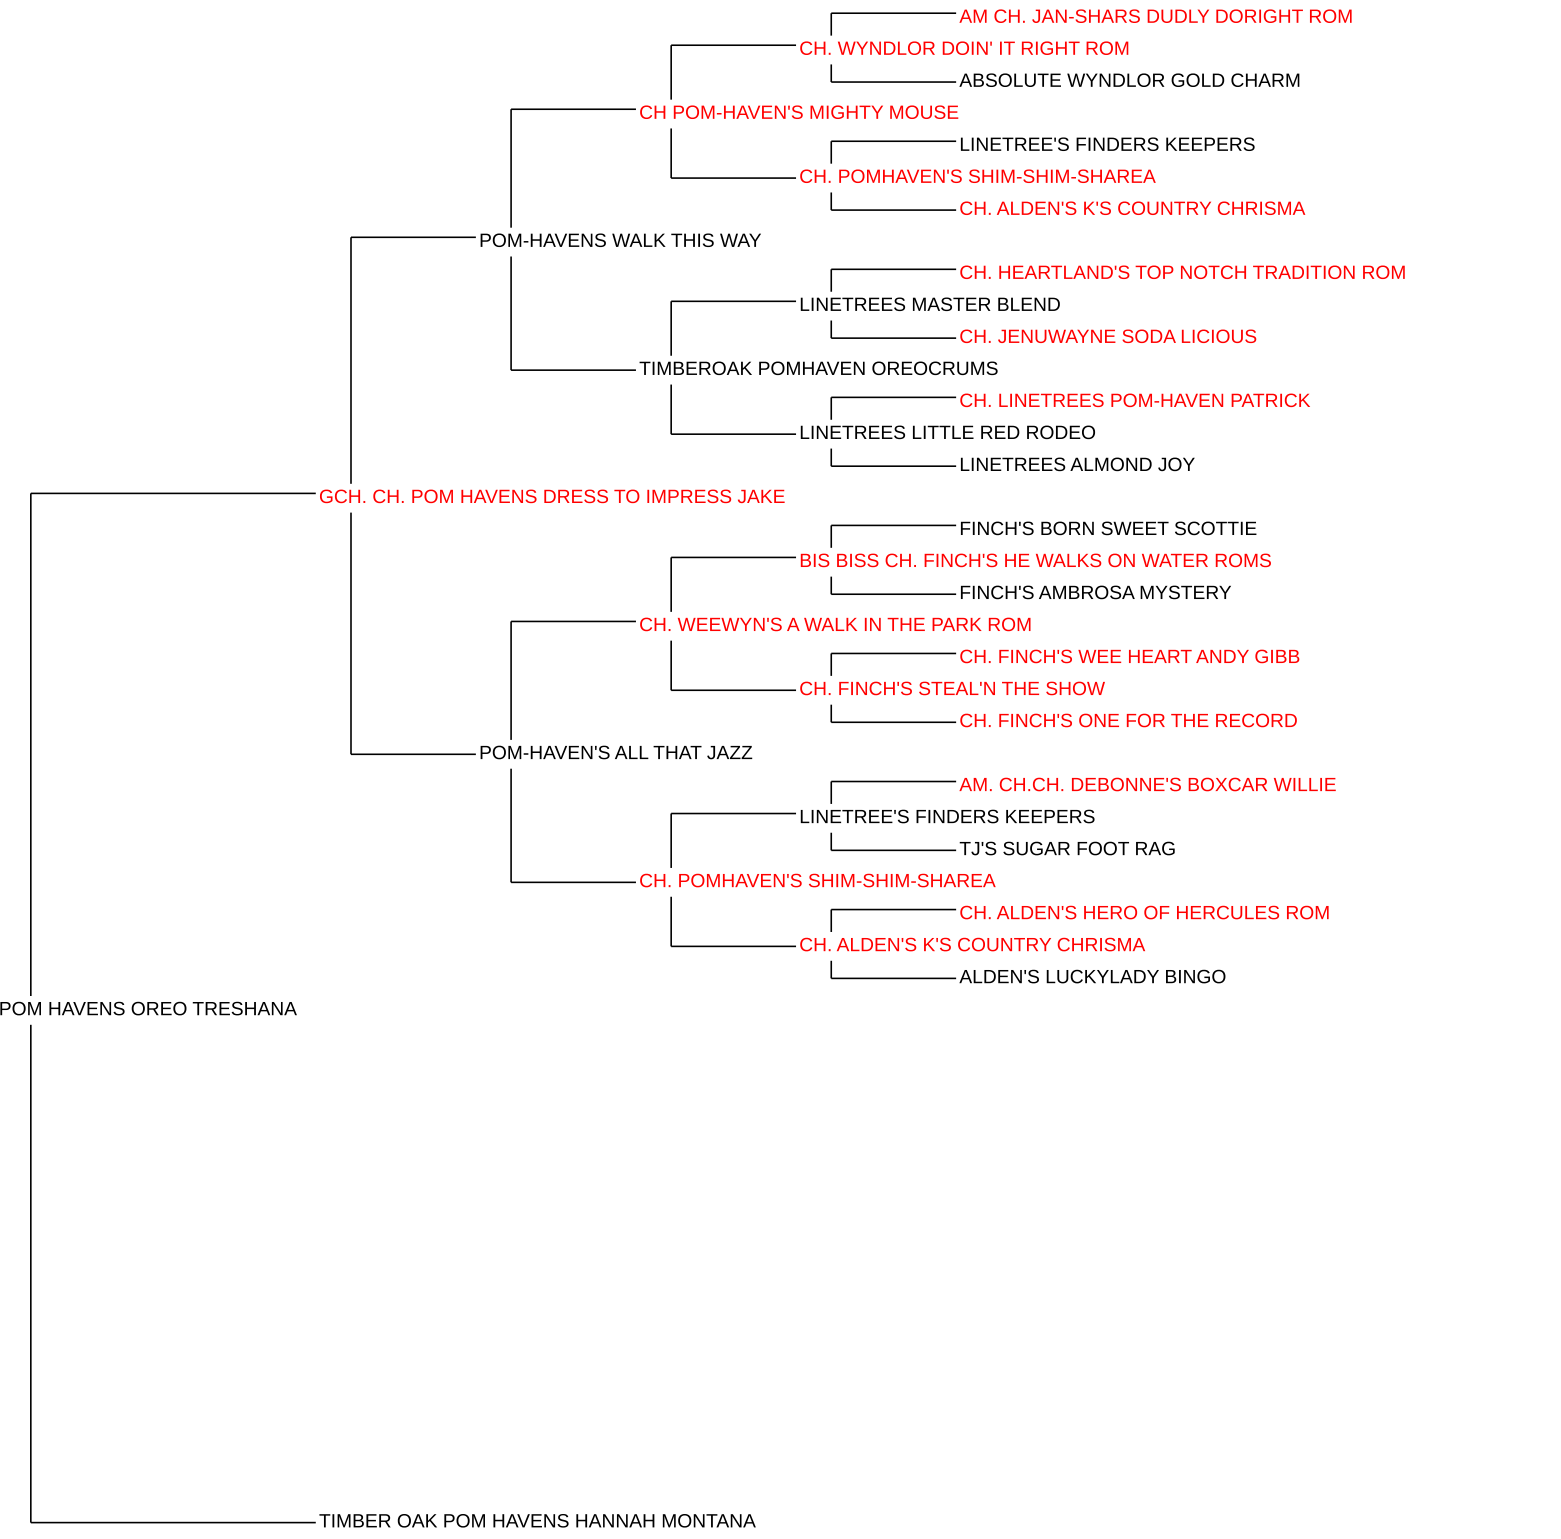 AM CH. JAN-SHARS DUDLY DORIGHT ROM
CH. WYNDLOR DOIN' IT RIGHT ROM
ABSOLUTE WYNDLOR GOLD CHARM
CH POM-HAVEN'S MIGHTY MOUSE
LINETREE'S FINDERS KEEPERS
CH. POMHAVEN'S SHIM-SHIM-SHAREA
CH. ALDEN'S K'S COUNTRY CHRISMA
POM-HAVENS WALK THIS WAY
CH. HEARTLAND'S TOP NOTCH TRADITION ROM
LINETREES MASTER BLEND
CH. JENUWAYNE SODA LICIOUS
TIMBEROAK POMHAVEN OREOCRUMS
CH. LINETREES POM-HAVEN PATRICK
LINETREES LITTLE RED RODEO
LINETREES ALMOND JOY
GCH. CH. POM HAVENS DRESS TO IMPRESS JAKE
FINCH'S BORN SWEET SCOTTIE
BIS BISS CH. FINCH'S HE WALKS ON WATER ROMS
FINCH'S AMBROSA MYSTERY
CH. WEEWYN'S A WALK IN THE PARK ROM
CH. FINCH'S WEE HEART ANDY GIBB
CH. FINCH'S STEAL'N THE SHOW
CH. FINCH'S ONE FOR THE RECORD
POM-HAVEN'S ALL THAT JAZZ
AM. CH.CH. DEBONNE'S BOXCAR WILLIE
LINETREE'S FINDERS KEEPERS
TJ'S SUGAR FOOT RAG
CH. POMHAVEN'S SHIM-SHIM-SHAREA
CH. ALDEN'S HERO OF HERCULES ROM
CH. ALDEN'S K'S COUNTRY CHRISMA
ALDEN'S LUCKYLADY BINGO
POM HAVENS OREO TRESHANA
TIMBER OAK POM HAVENS HANNAH MONTANA